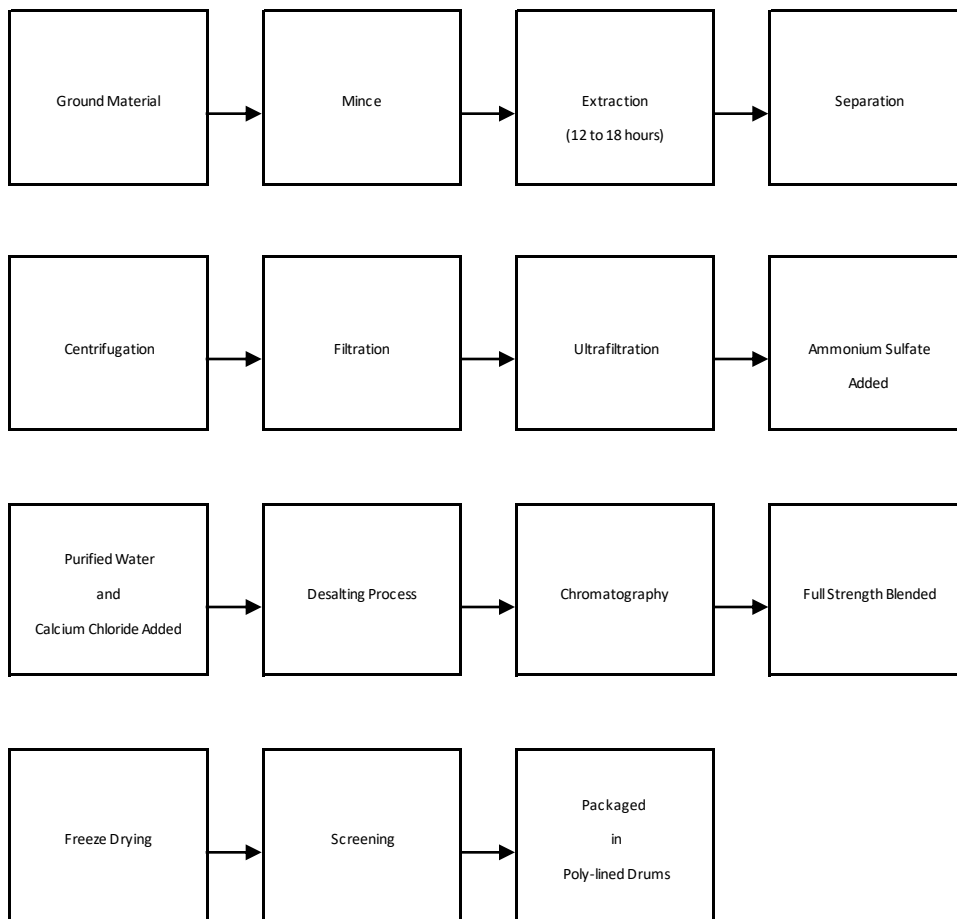 Ground Material
Mince
Extraction
(12 to 18 hours)
Separation
Centrifugation
Filtration
Ultrafiltration
Ammonium Sulfate
Added
Purified Water
and
Calcium Chloride Added
Desalting Process
Chromatography
Full Strength Blended
Freeze Drying
Screening
Packaged
in
Poly-lined Drums